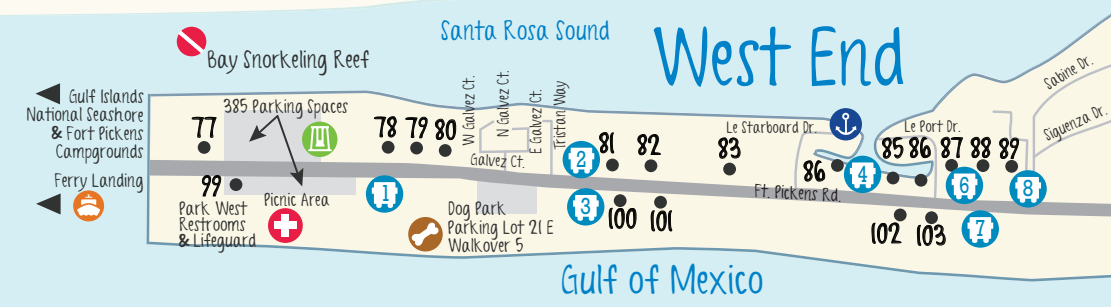 Santa Rosa Sound
West End
Bay Snorkeling Reef
Gulf Islands
National Seashore
& Fort Pickens
Campgrounds
Ferry Landing
385 Parking Spaces
77
78
79
80
W Galvez Ct.
N Galvez Ct.
E Galvez Ct.
Tristan Way
Galvez Ct.
81
82
83
Le Starboard Dr.
Le Port Dr.
86
85
86
87
88
89
Sabine Dr.
Siguenza Dr.
Ft. Pickens Rd.
1
2
3
4
6
7
8
99
Park West
Restrooms
& Lifeguard
Picnic Area
Dog Park
Parking Lot 21 E
Walkover 5
100
101
102
103
Gulf of Mexico